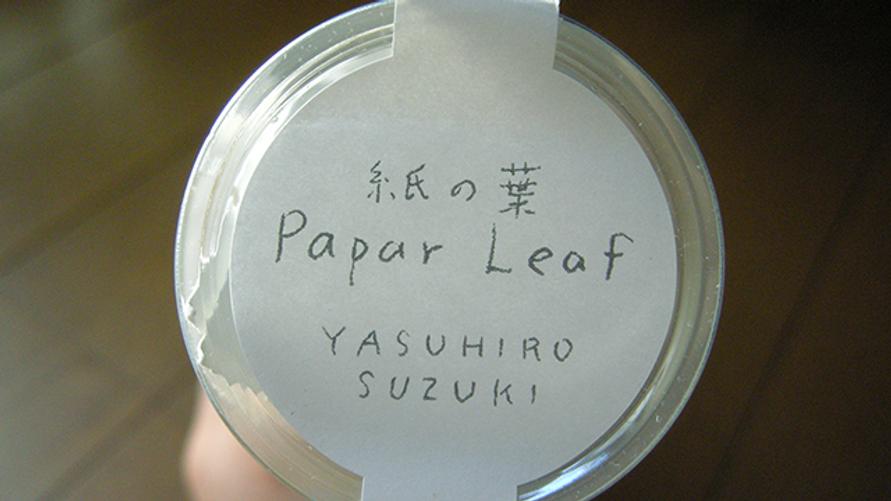 紙の葉
Papar Leaf
YASUHIRO
SUZUKI